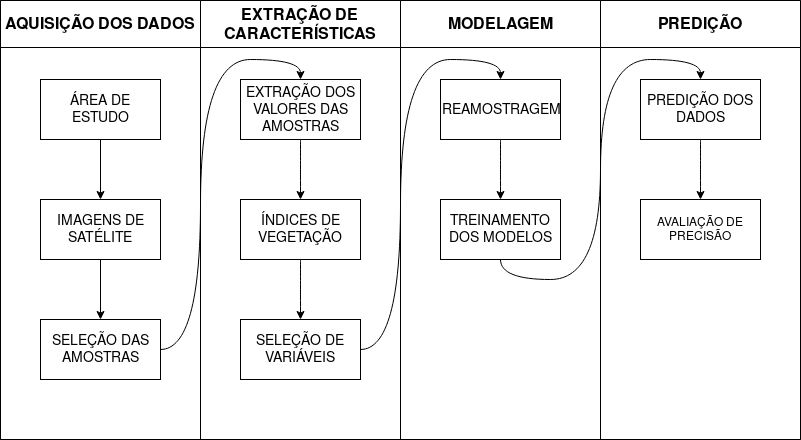 AQUISIÇÃO DOS DADOS
ÁREA DE
ESTUDO
IMAGENS DE
SATÉLITE
SELEÇÃO DAS
AMOSTRAS
EXTRAÇÃO DE
CARACTERÍSTICAS
EXTRAÇÃO DOS
VALORES DAS
AMOSTRAS
ÍNDICES DE
VEGETAÇÃO
SELEÇÃO DE
VARIÁVEIS
MODELAGEM
REAMOSTRAGEM
TREINAMENTO
DOS MODELOS
PREDIÇÃO
PREDIÇÃO DOS
DADOS
AVALIAÇÃO DE
PRECISÃO